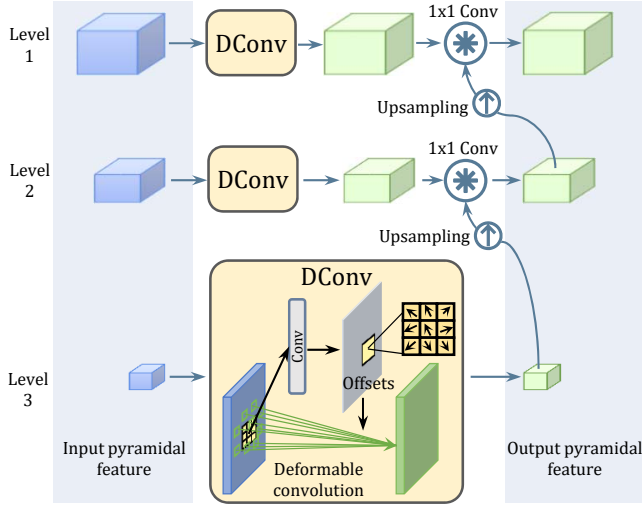 Level
1
DConv
1x1 Conv
Upsampling
Level
2
DConv
1x1 Conv
Upsampling
DConv
Conv
Offsets
Level
3
Deformable
convolution
Input pyramidal
feature
Output pyramidal
feature